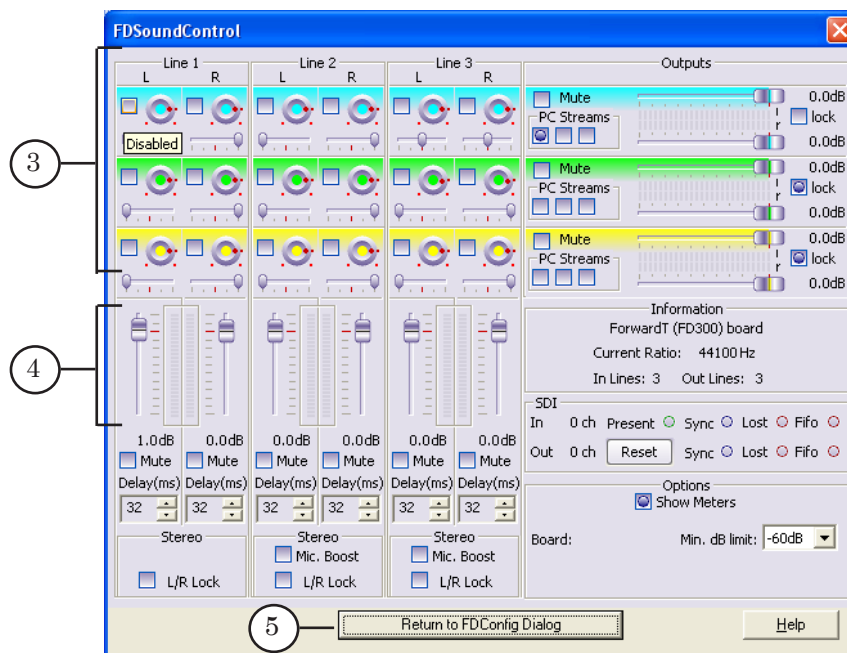 FDSoundControl
Line 1
L R
Line 2
L R
Line 3
L R
Outputs
Disabled
Mute
PC Streams
0.0dB
r
lock
0.0dB
Mute
PC Streams
0.0dB
r
lock
0.0dB
Mute
PC Streams
0.0dB
r
lock
0.0dB
3
4
1.0dB 0.0dB 0.0dB 0.0dB 0.0dB 0.0dB
Mute Mute Mute Mute Mute Mute
Delay(ms) Delay(ms) Delay(ms) Delay(ms) Delay(ms) Delay(ms)
32 32 32 32 32 32
Stereo
L/R Lock
Stereo
Mic. Boost
L/R Lock
Stereo
Mic. Boost
L/R Lock
Information
ForwardT (FD300) board
Current Ratio: 44100 Hz
In Lines: 3 Out Lines: 3
SDI
In 0 ch Present Sync Lost Fifo
Out 0 ch Reset Sync Lost Fifo
Options
Show Meters
Board: Min. dB limit: -60dB
5
Return to FDConfig Dialog
Help